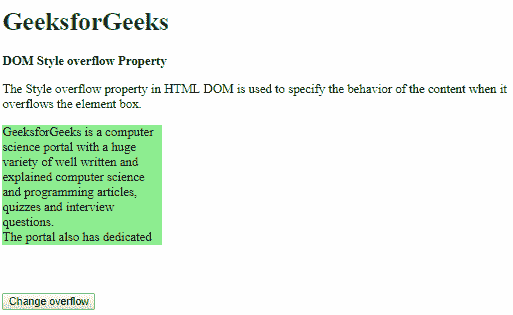 GeeksforGeeks
DOM Style overflow Property
The Style overflow property in HTML DOM is used to specify the behavior of the content when it
overflows the element box.
GeeksforGeeks is a computer
science portal with a huge
variety of well written and
explained computer science
and programming articles,
quizzes and interview
questions.
The portal also has dedicated
Change overflow